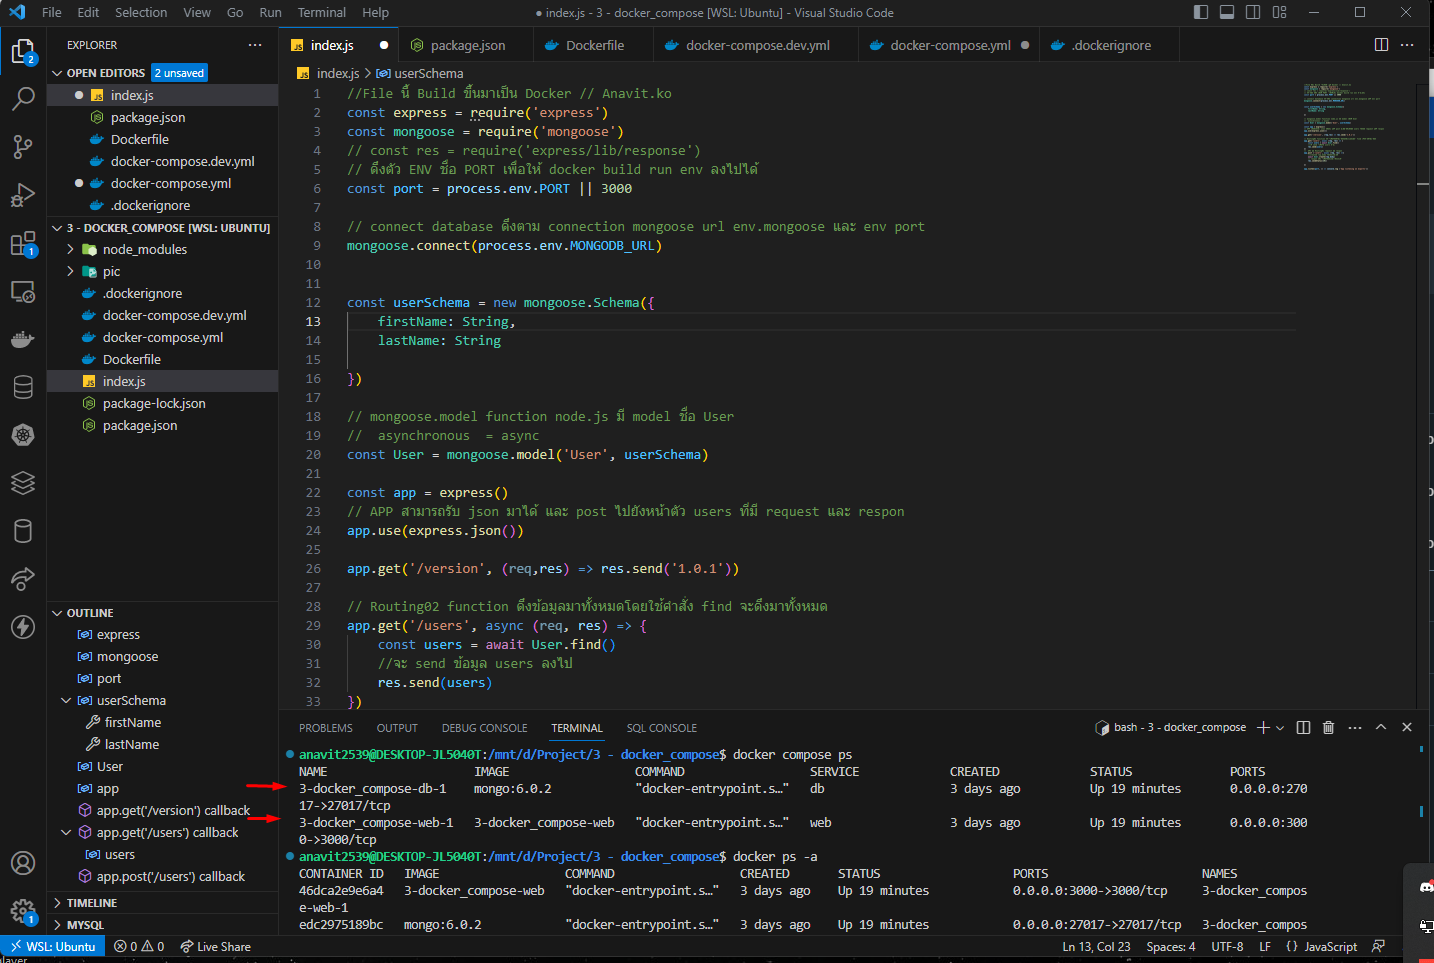 File Edit Selection View Go Run Terminal Help
● index.js - 3 - docker_compose [WSL: Ubuntu] - Visual Studio Code
EXPLORER
OPEN EDITORS 2 unsaved
index.js
package.json
Dockerfile
docker-compose.dev.yml
docker-compose.yml
.dockerignore
3 - DOCKER_COMPOSE [WSL: UBUNTU]
node_modules
pic
.dockerignore
docker-compose.dev.yml
docker-compose.yml
Dockerfile
index.js
package-lock.json
package.json
OUTLINE
express
mongoose
port
userSchema
firstName
lastName
User
app
app.get('/version') callback
app.get('/users') callback
users
app.post('/users') callback
TIMELINE
MYSQL
2
1
1
index.js package.json Dockerfile docker-compose.dev.yml docker-compose.yml .dockerignore
index.js > userSchema
1 //File นี้ Build ขึ้นมาเป็น Docker // Anavit.ko
2 const express = require('express')
3 const mongoose = require('mongoose')
4 // const res = require('express/lib/response')
5 // ดึงตัว ENV ชื่อ PORT เพื่อให้ docker build run env ลงไปได้
6 const port = process.env.PORT || 3000
7
8 // connect database ดึงตาม connection mongoose url env.mongoose และ env port
9 mongoose.connect(process.env.MONGODB_URL)
10
11
12 const userSchema = new mongoose.Schema({
13 firstName: String,
14 lastName: String
15
16 })
17
18 // mongoose.model function node.js มี model ชื่อ User
19 // asynchronous = async
20 const User = mongoose.model('User', userSchema)
21
22 const app = express()
23 // APP สามารถรับ json มาได้ และ post ไปยังหน้าตัว users ที่มี request และ respon
24 app.use(express.json())
25
26 app.get('/version', (req,res) => res.send('1.0.1'))
27
28 // Routing02 function ดึงข้อมูลมาทั้งหมดโดยใช้คำสั่ง find จะดึงมาทั้งหมด
29 app.get('/users', async (req, res) => {
30 const users = await User.find()
31 //จะ send ข้อมูล users ลงไป
32 res.send(users)
33 })
PROBLEMS OUTPUT DEBUG CONSOLE TERMINAL SQL CONSOLE
bash - 3 - docker_compose
anavit2539@DESKTOP-JL5040T:/mnt/d/Project/3 - docker_compose$ docker compose ps
NAME IMAGE COMMAND SERVICE CREATED STATUS PORTS
3-docker_compose-db-1 mongo:6.0.2 "docker-entrypoint.s…" db 3 days ago Up 19 minutes 0.0.0.0:270
17->27017/tcp
3-docker_compose-web-1 3-docker_compose-web "docker-entrypoint.s…" web 3 days ago Up 19 minutes 0.0.0.0:300
0->3000/tcp
anavit2539@DESKTOP-JL5040T:/mnt/d/Project/3 - docker_compose$ docker ps -a
CONTAINER ID IMAGE COMMAND CREATED STATUS PORTS NAMES
46dca2e9e6a4 3-docker_compose-web "docker-entrypoint.s…" 3 days ago Up 19 minutes 0.0.0.0:3000->3000/tcp 3-docker_compos
e-web-1
edc2975189bc mongo:6.0.2 "docker-entrypoint.s…" 3 days ago Up 19 minutes 0.0.0.0:27017->27017/tcp 3-docker_compos
WSL: Ubuntu 0 0 Live Share Ln 13, Col 23 Spaces: 4 UTF-8 LF {} JavaScript